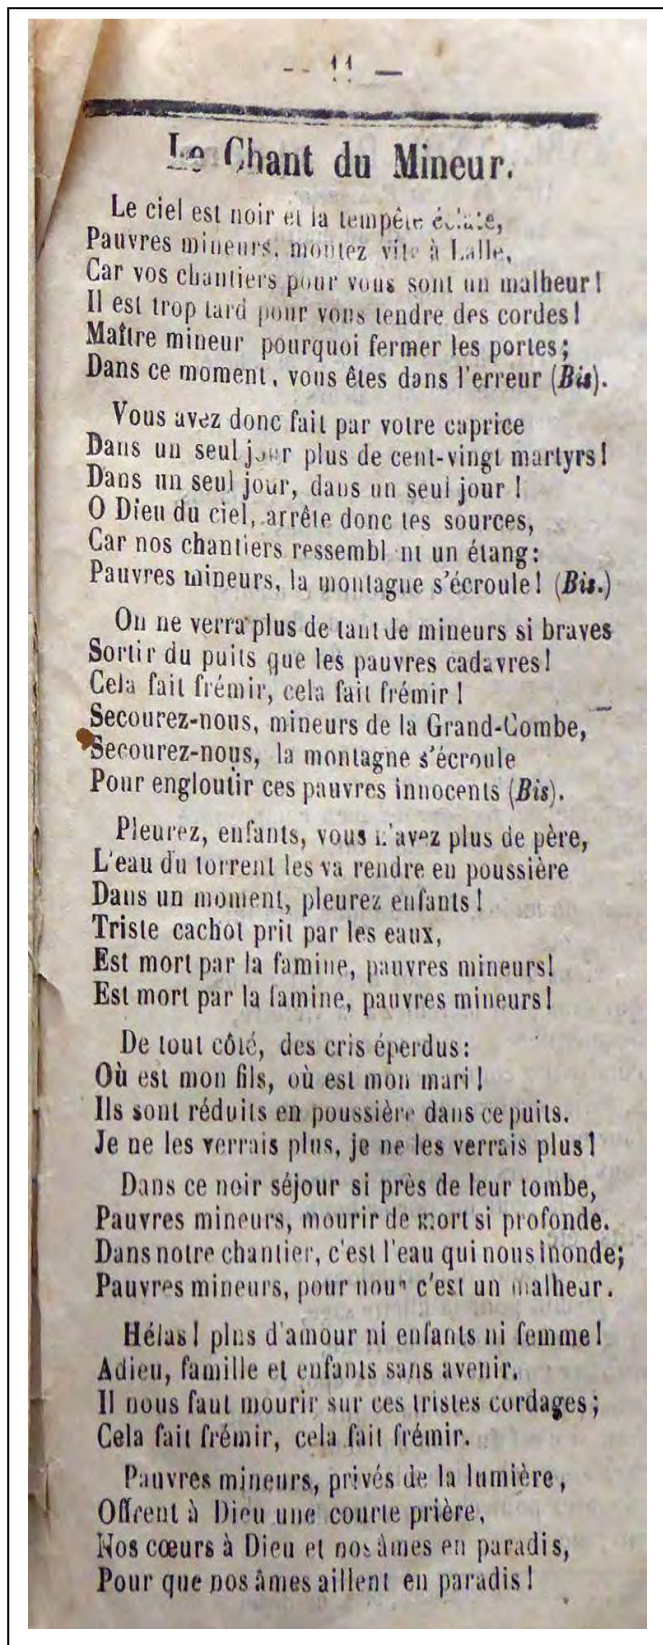 -- 11 —
Le Chant du Mineur.
Le ciel est noir et la tempête éclate,
Pauvres mineurs, montez vite à Lalle,
Car vos chantiers pour vous sont un malheur!
Il est trop tard pour vous tendre des cordes!
Maître mineur pourquoi fermer les portes;
Dans ce moment, vous êtes dans l'erreur (Bis).
Vous avez donc fait par votre caprice
Dans un seul jour plus de cent-vingt martyrs!
Dans un seul jour, dans un seul jour!
O Dieu du ciel, arrête donc tes sources,
Car nos chantiers ressembl nt un étang:
Pauvres mineurs, la montagne s'écroule! (Bis.)
On ne verra plus de tant de mineurs si braves
Sortir du puits que les pauvres cadavres!
Cela fait frémir, cela fait frémir!
Secourez-nous, mineurs de la Grand-Combe,
Secourez-nous, la montagne s'écroule
Pour engloutir ces pauvres innocents (Bis).
Pleurez, enfants, vous n'avez plus de père,
L'eau du torrent les va rendre en poussière
Dans un moment, pleurez enfants!
Triste cachot prit par les eaux,
Est mort par la famine, pauvres mineurs!
Est mort par la famine, pauvres mineurs!
De tout côté, des cris éperdus:
Où est mon fils, où est mon mari!
Ils sont réduits en poussière dans ce puits.
Je ne les verrais plus, je ne les verrais plus!
Dans ce noir séjour si près de leur tombe,
Pauvres mineurs, mourir de mort si profonde.
Dans notre chantier, c'est l'eau qui nous inonde;
Pauvres mineurs, pour nous c'est un malheur.
Hélas! plus d'amour ni enfants ni femme!
Adieu, famille et enfants sans avenir.
Il nous faut mourir sur ces tristes cordages;
Cela fait frémir, cela fait frémir.
Pauvres mineurs, privés de la lumière,
Offrent à Dieu une courte prière,
Nos cœurs à Dieu et nos âmes en paradis,
Pour que nos âmes aillent en paradis!